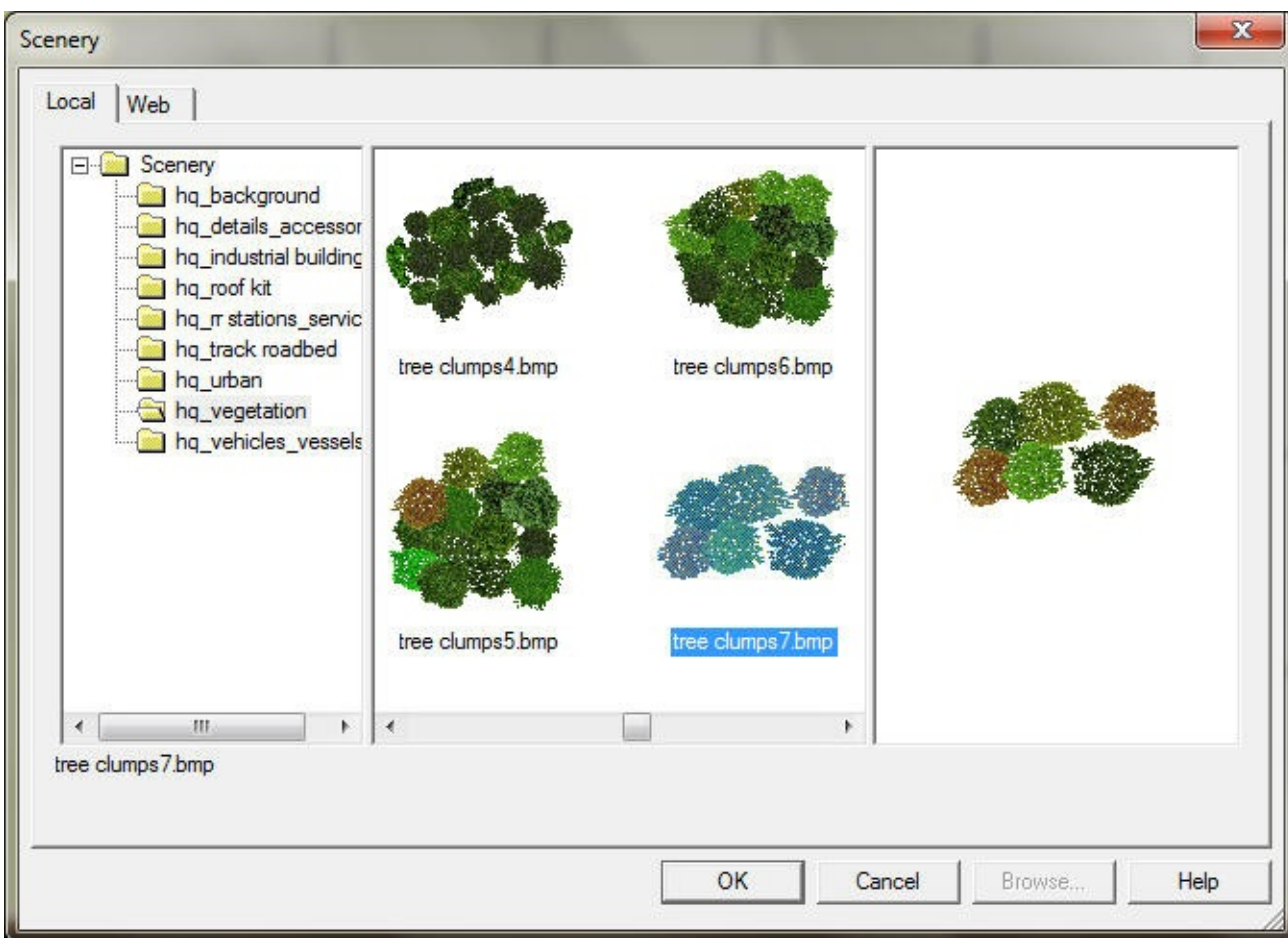 Scenery
Local
Web
Scenery
hq_background
hq_details_accessor
hq_industrial building
hq_roof kit
hq_rr stations_servic
hq_track roadbed
hq_urban
hq_vegetation
hq_vehicles_vessels
tree clumps4.bmp
tree clumps6.bmp
tree clumps5.bmp
tree clumps7.bmp
tree clumps7.bmp
OK
Cancel
Browse...
Help